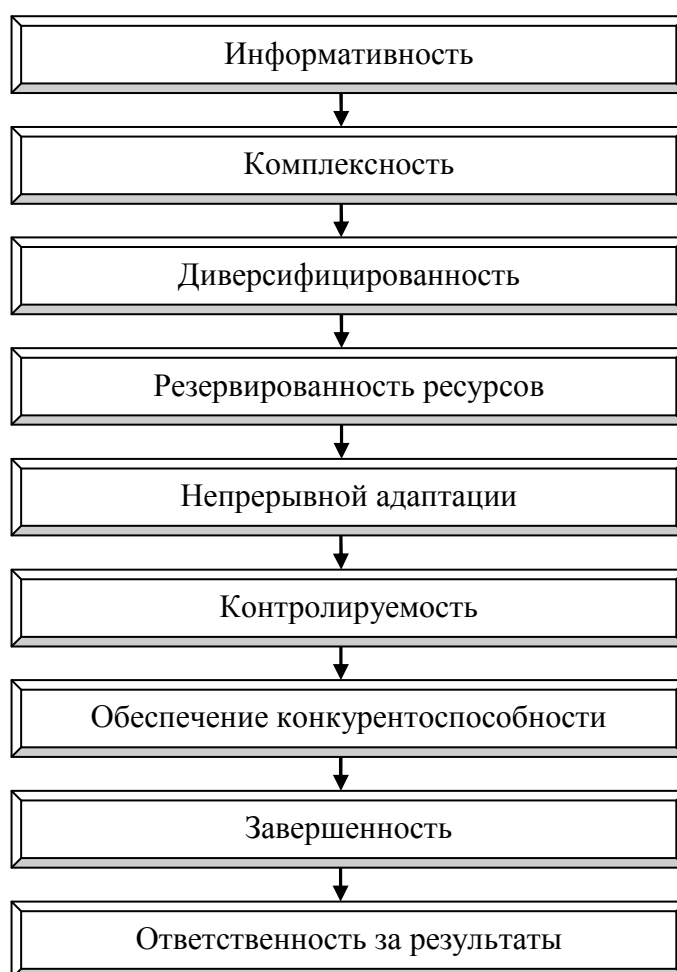 Информативность
Комплексность
Диверсифицированность
Резервированность ресурсов
Непрерывной адаптации
Контролируемость
Обеспечение конкурентоспособности
Завершенность
Ответственность за результаты